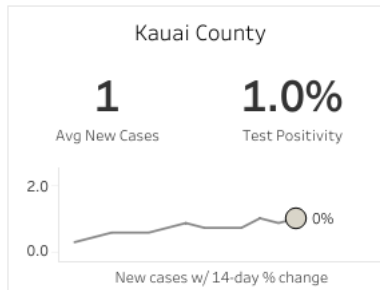 Kauai County
1 1.0%
Avg New Cases Test Positivity
2.0
0%
0.0
New cases w/ 14-day % change